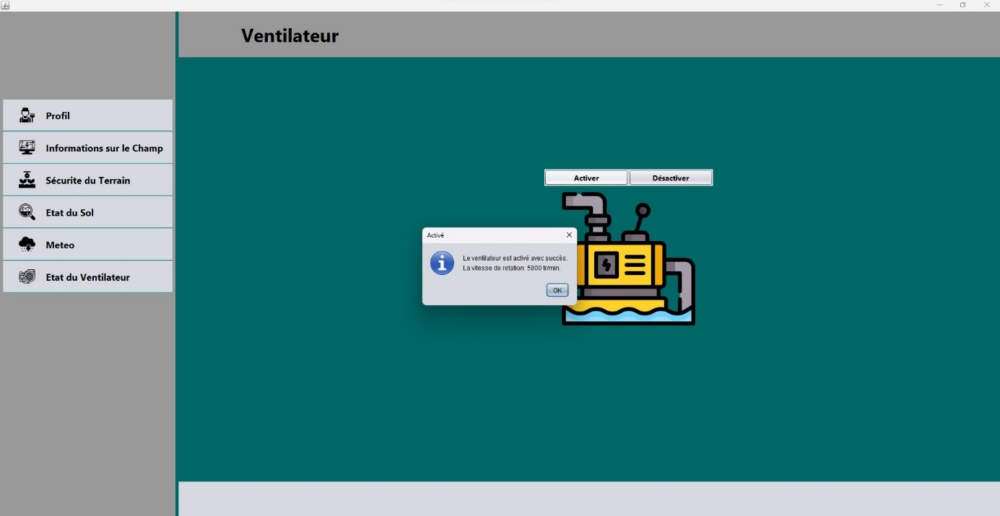 Ventilateur
Profil
Informations sur le Champ
Sécurite du Terrain
Etat du Sol
Meteo
Etat du Ventilateur
Activer
Désactiver
Activé
Le ventilateur est activé avec succès.
La vitesse de retation: 5800 tr/min.
OK